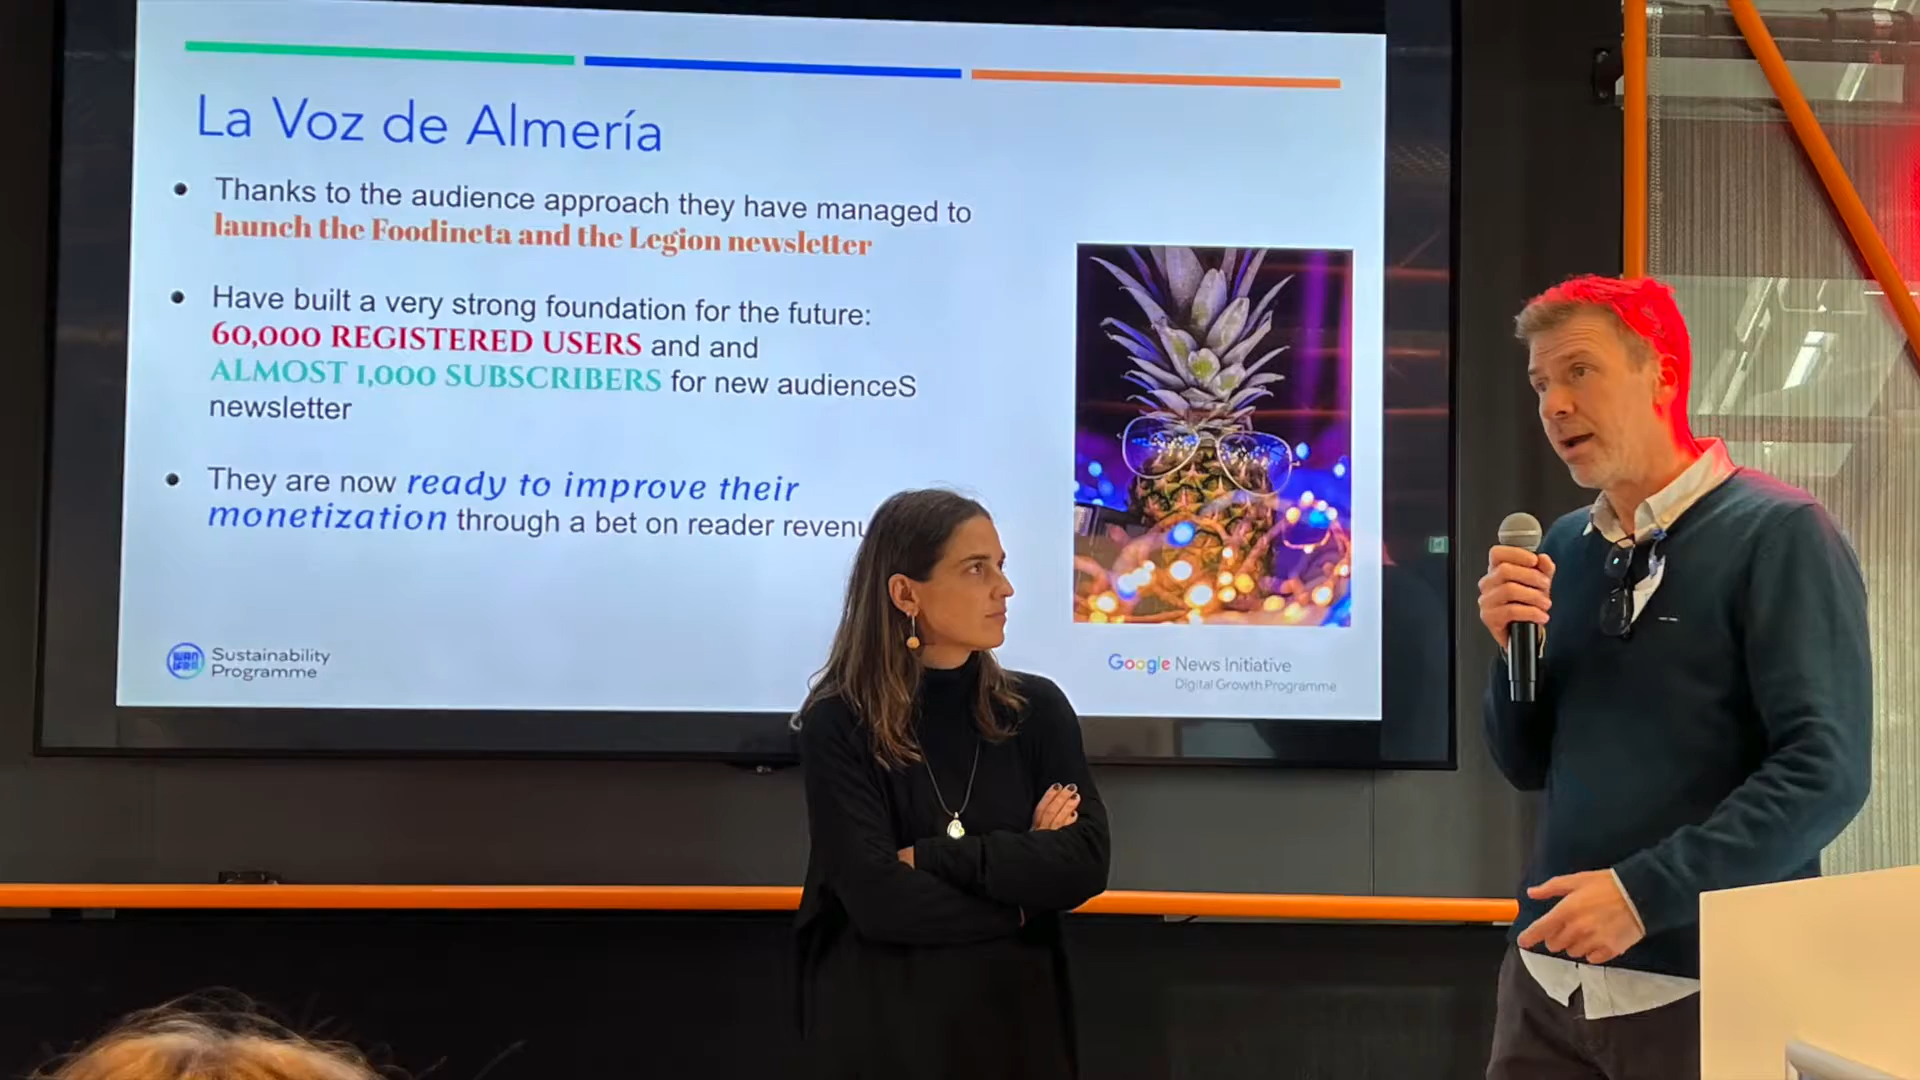 La Voz de Almería
• Thanks to the audience approach they have managed to
launch the Foodineta and the Legion newsletter
• Have built a very strong foundation for the future:
60,000 REGISTERED USERS and and
ALMOST 1,000 SUBSCRIBERS for new audienceS
newsletter
• They are now ready to improve their
monetization through a bet on reader revenu
WAN
IFRA
Sustainability
Programme
Google News Initiative
Digital Growth Programme